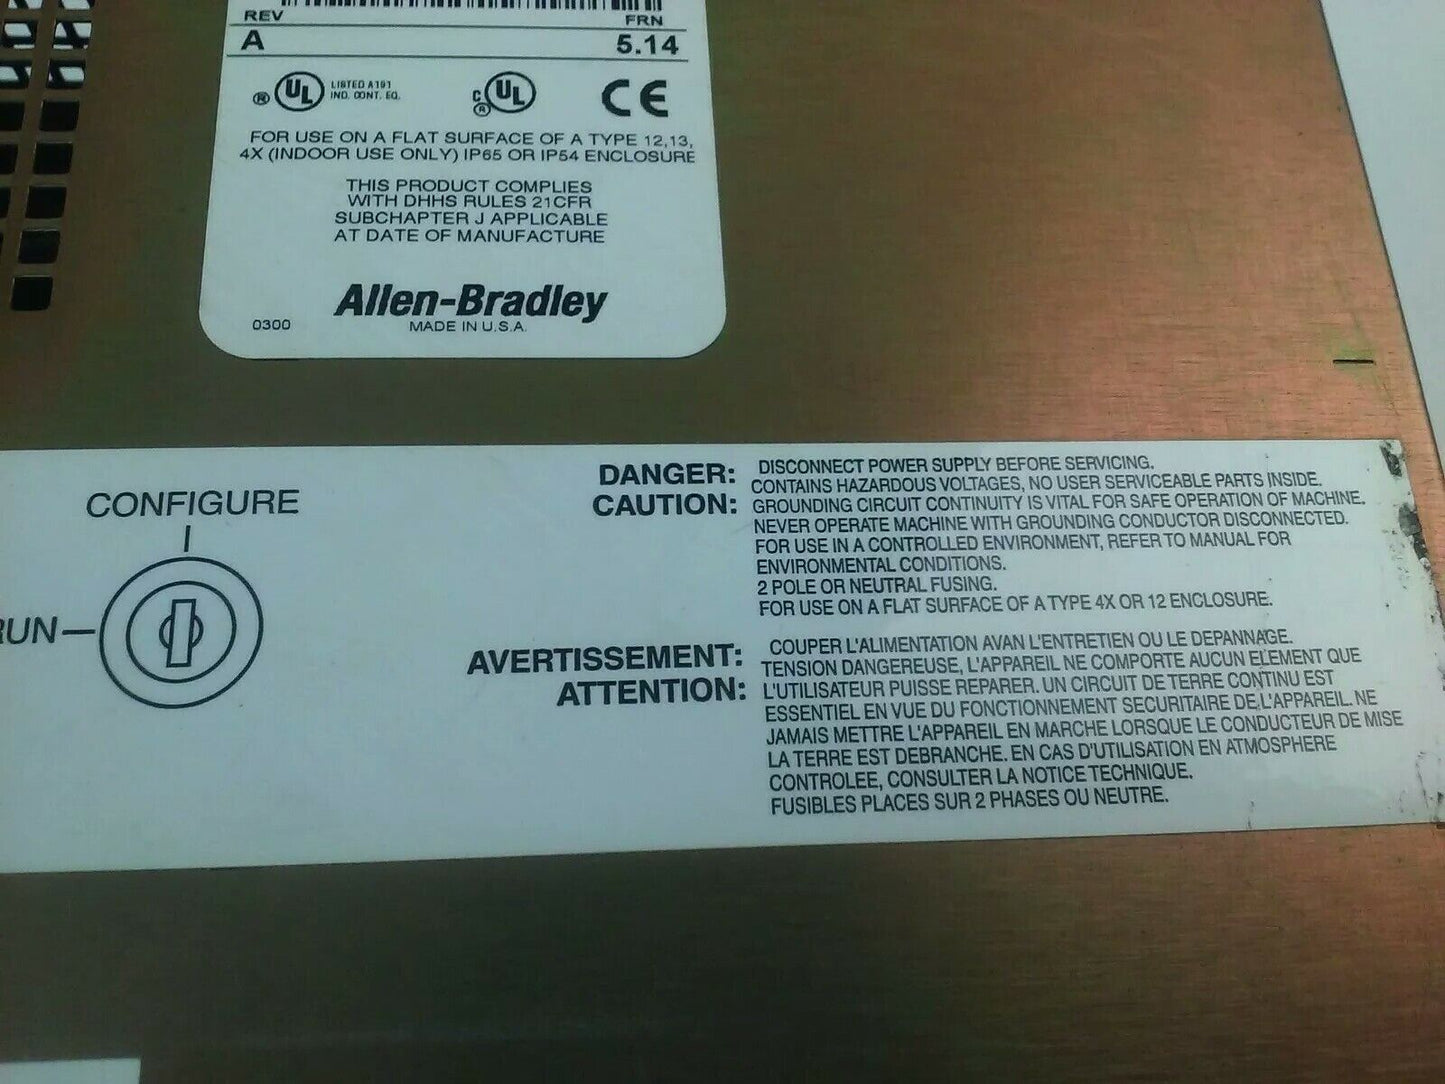 REV FRN
A 5.14
® UL LISTED A191
IND. CONT. EQ.
C UL ® CE
FOR USE ON A FLAT SURFACE OF A TYPE 12,13,
4X (INDOOR USE ONLY) IP65 OR IP54 ENCLOSURE
THIS PRODUCT COMPLIES
WITH DHHS RULES 21CFR
SUBCHAPTER J APPLICABLE
AT DATE OF MANUFACTURE
Allen-Bradley
0300 MADE IN U.S.A.
CONFIGURE
RUN
DANGER: DISCONNECT POWER SUPPLY BEFORE SERVICING.
CONTAINS HAZARDOUS VOLTAGES, NO USER SERVICEABLE PARTS INSIDE.
CAUTION: GROUNDING CIRCUIT CONTINUITY IS VITAL FOR SAFE OPERATION OF MACHINE.
NEVER OPERATE MACHINE WITH GROUNDING CONDUCTOR DISCONNECTED.
FOR USE IN A CONTROLLED ENVIRONMENT, REFER TO MANUAL FOR
ENVIRONMENTAL CONDITIONS.
2 POLE OR NEUTRAL FUSING.
FOR USE ON A FLAT SURFACE OF A TYPE 4X OR 12 ENCLOSURE.
AVERTISSEMENT: COUPER L'ALIMENTATION AVAN L'ENTRETIEN OU LE DEPANNAGE.
TENSION DANGEREUSE, L'APPAREIL NE COMPORTE AUCUN ELEMENT QUE
ATTENTION: L'UTILISATEUR PUISSE REPARER. UN CIRCUIT DE TERRE CONTINU EST
ESSENTIEL EN VUE DU FONCTIONNEMENT SECURITAIRE DE L'APPAREIL. NE
JAMAIS METTRE L'APPAREIL EN MARCHE LORSQUE LE CONDUCTEUR DE MISE
LA TERRE EST DEBRANCHE. EN CAS D'UTILISATION EN ATMOSPHERE
CONTROLEE, CONSULTER LA NOTICE TECHNIQUE.
FUSIBLES PLACES SUR 2 PHASES OU NEUTRE.